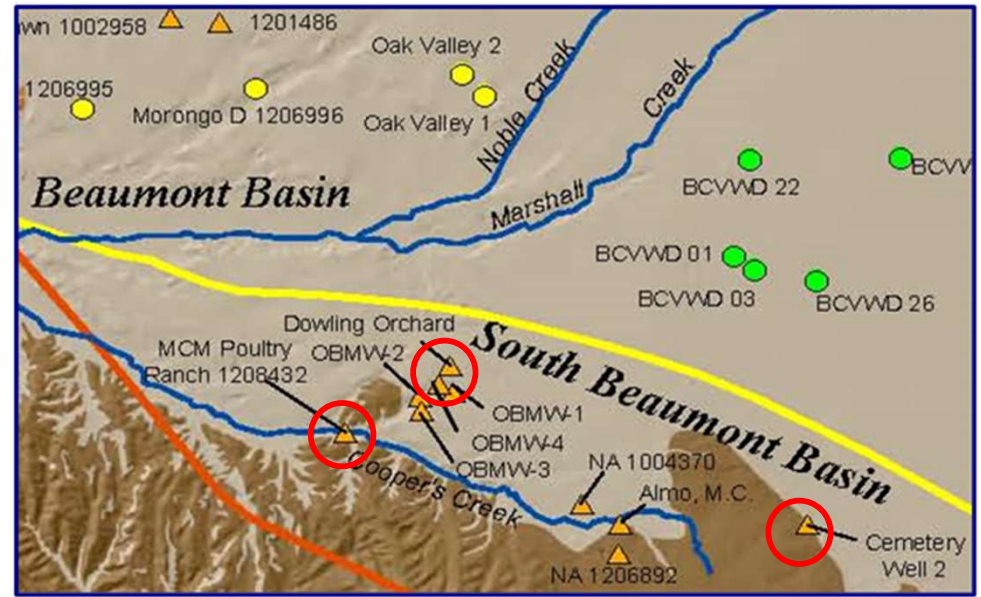 wn 1002958
1201486
Oak Valley 2
1206995
Morongo D 1206996
Oak Valley 1
Noble Creek
Creek
Marshall
Beaumont Basin
BCVWD 22
BCVW
BCVWD 01
BCVWD 03
BCVWD 26
Dowling Orchard
South Beaumont Basin
MCM Poultry
Ranch 1208432
OBMW-2
OBMW-1
OBMW-4
OBMW-3
Cooper's Creek
NA 1004370
Almo, M.C.
NA 1206892
Cemetery
Well 2